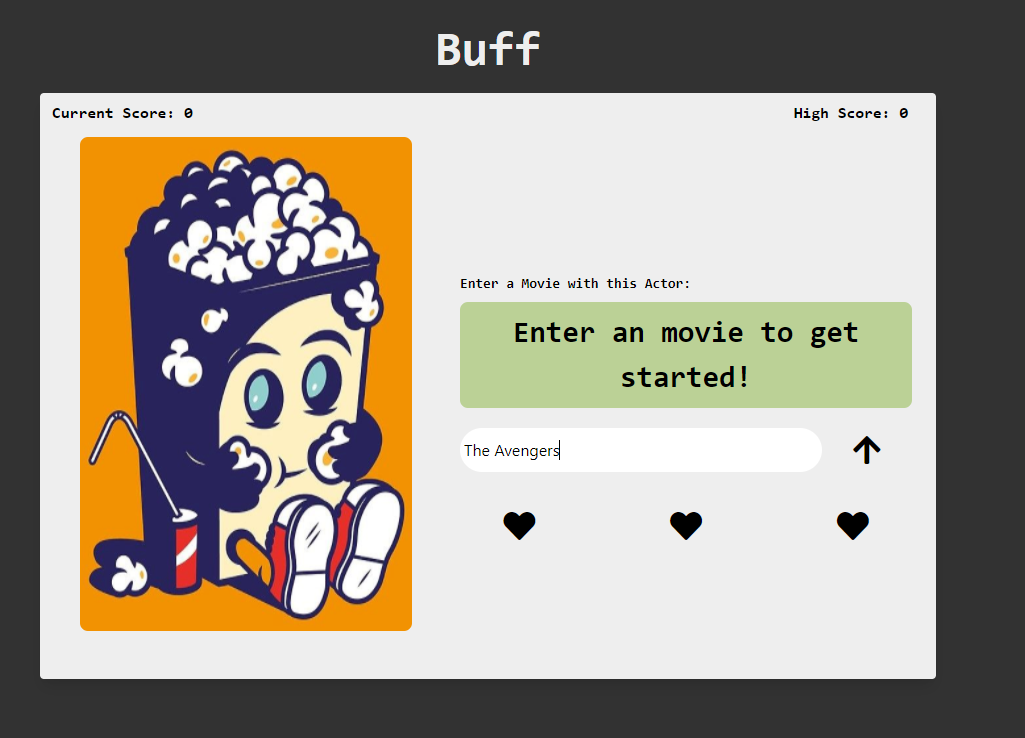 Buff
Current Score: 0
High Score: 0
Enter a Movie with this Actor:
Enter an movie to get
started!
The Avengers